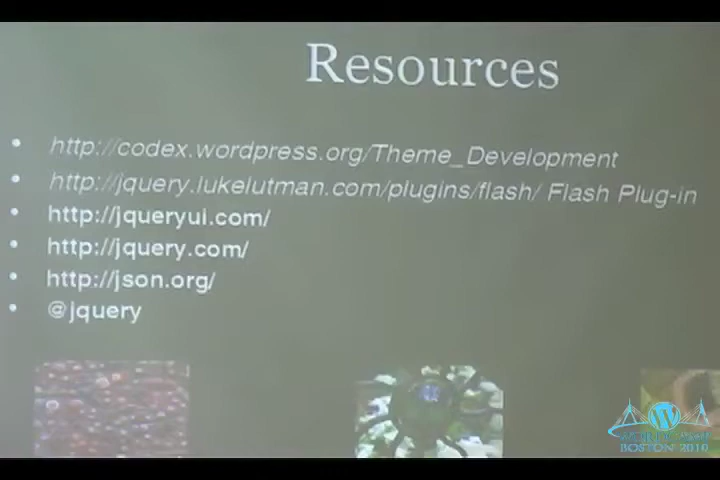 Resources
• http://codex.wordpress.org/Theme_Development
• http://jquery.lukelutman.com/plugins/flash/ Flash Plug-in
• http://jqueryui.com/
• http://jquery.com/
• http://json.org/
• @jquery
WORDCAMP
BOSTON 2010